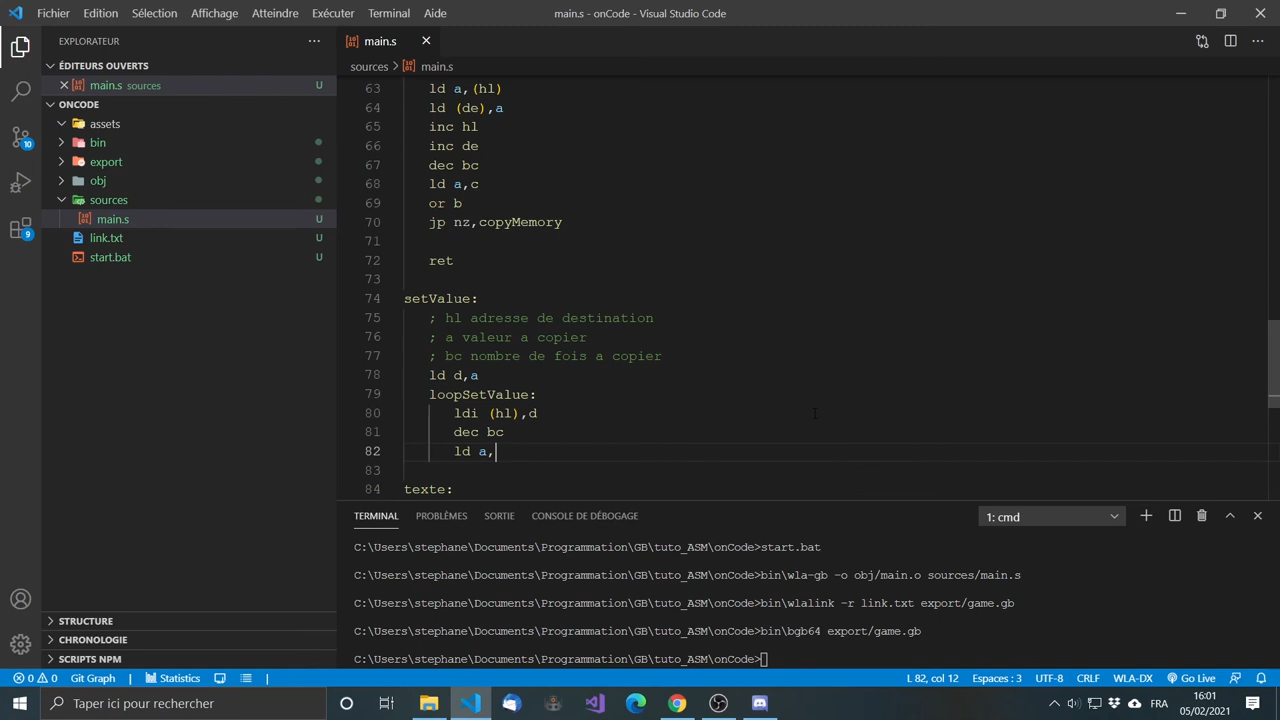 Fichier Edition Sélection Affichage Atteindre Exécuter Terminal Aide
main.s - onCode - Visual Studio Code
EXPLORATEUR
ÉDITEURS OUVERTS
main.s sources U
ONCODE
assets
bin
export
obj
sources
main.s U
link.txt U
start.bat U
STRUCTURE
CHRONOLOGIE
SCRIPTS NPM
10
9
main.s
sources > main.s
63 ld a,(hl)
64 ld (de),a
65 inc hl
66 inc de
67 dec bc
68 ld a,c
69 or b
70 jp nz,copyMemory
71
72 ret
73
74 setValue:
75 ; hl adresse de destination
76 ; a valeur a copier
77 ; bc nombre de fois a copier
78 ld d,a
79 loopSetValue:
80 ldi (hl),d
81 dec bc
82 ld a,
83
84 texte:
TERMINAL PROBLÈMES SORTIE CONSOLE DE DÉBOGAGE
1: cmd
C:\Users\stephane\Documents\Programmation\GB\tuto_ASM\onCode>start.bat
C:\Users\stephane\Documents\Programmation\GB\tuto_ASM\onCode>bin\wla-gb -o obj/main.o sources/main.s
C:\Users\stephane\Documents\Programmation\GB\tuto_ASM\onCode>bin\wlalink -r link.txt export/game.gb
C:\Users\stephane\Documents\Programmation\GB\tuto_ASM\onCode>bin\bgb64 export/game.gb
C:\Users\stephane\Documents\Programmation\GB\tuto_ASM\onCode>
0 0 Git Graph Statistics
L 82, col 12 Espaces : 3 UTF-8 CRLF WLA-DX Go Live
Taper ici pour rechercher
FRA
16:01
05/02/2021